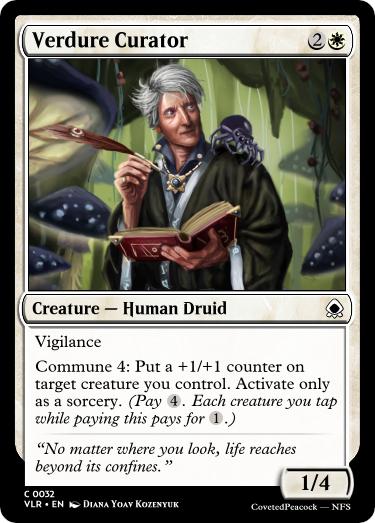 Verdure Curator 2
Creature — Human Druid
Vigilance
Commune 4: Put a +1/+1 counter on
target creature you control. Activate only
as a sorcery. (Pay 4. Each creature you tap
while paying this pays for 1.)
“No matter where you look, life reaches
beyond its confines.”
1/4
C 0032
VLR • EN Diana Yoav Kozenyuk
CovetedPeacock — NFS